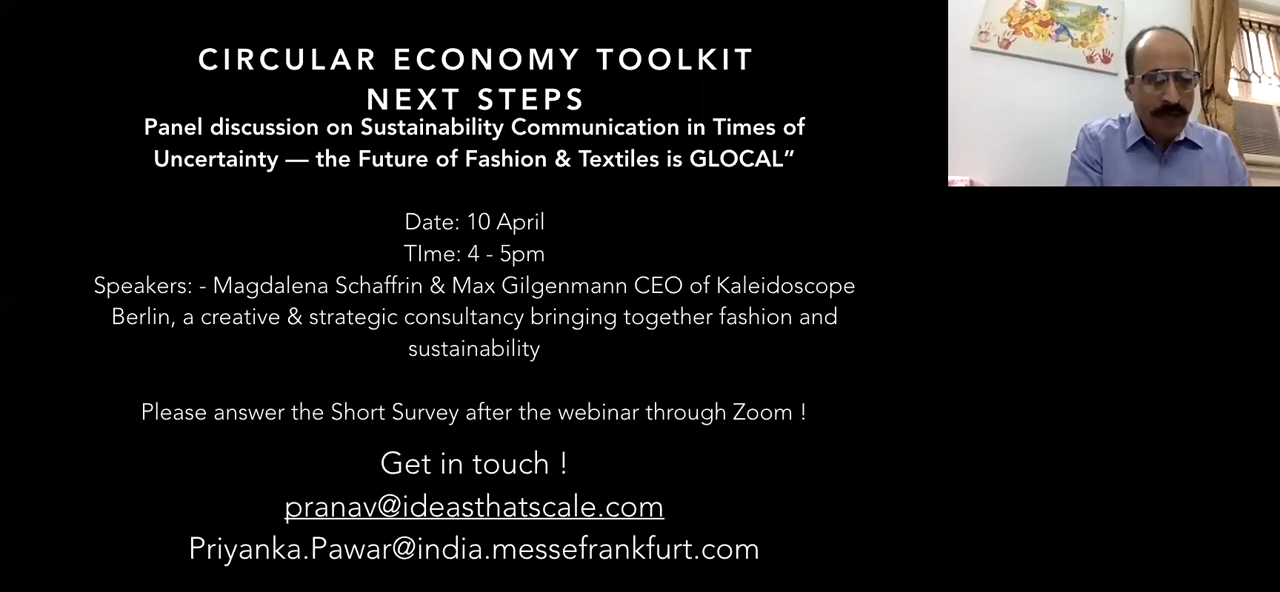 CIRCULAR ECONOMY TOOLKIT
NEXT STEPS
Panel discussion on Sustainability Communication in Times of
Uncertainty — the Future of Fashion & Textiles is GLOCAL”
Date: 10 April
TIme: 4 - 5pm
Speakers: - Magdalena Schaffrin & Max Gilgenmann CEO of Kaleidoscope
Berlin, a creative & strategic consultancy bringing together fashion and
sustainability
Please answer the Short Survey after the webinar through Zoom !
Get in touch !
pranav@ideasthatscale.com
Priyanka.Pawar@india.messefrankfurt.com